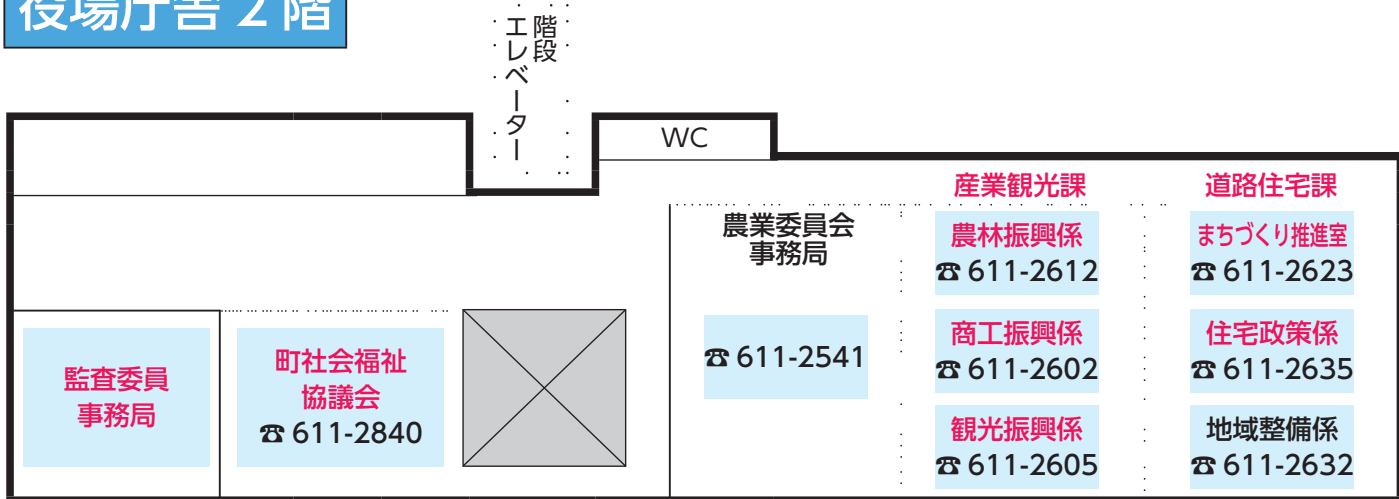 役場庁舎 2 階
階段
エレベーター
WC
産業観光課
道路住宅課
農業委員会
事務局
☎ 611-2541
農林振興係
☎ 611-2612
商工振興係
☎ 611-2602
観光振興係
☎ 611-2605
まちづくり推進室
☎ 611-2623
住宅政策係
☎ 611-2635
地域整備係
☎ 611-2632
監査委員
事務局
町社会福祉
協議会
☎ 611-2840